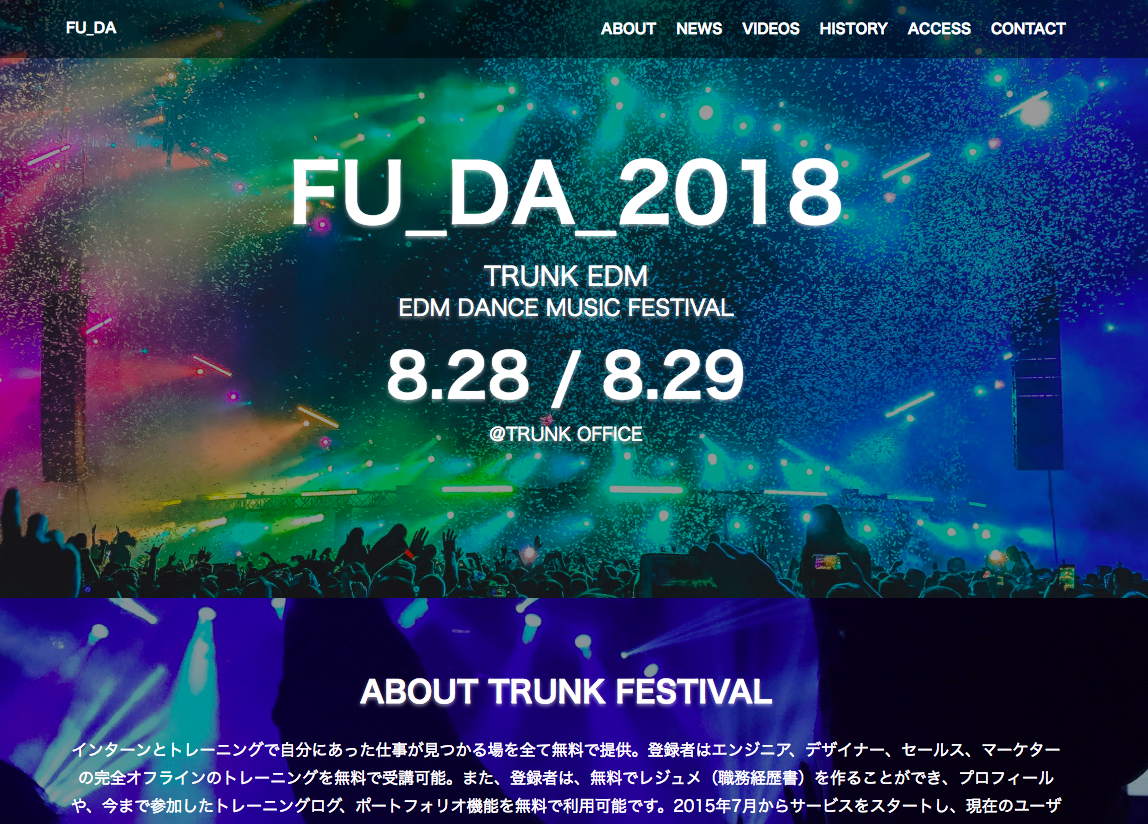 FU_DA
ABOUT NEWS VIDEOS HISTORY ACCESS CONTACT
FU_DA_2018
TRUNK EDM
EDM DANCE MUSIC FESTIVAL
8.28 / 8.29
@TRUNK OFFICE
ABOUT TRUNK FESTIVAL
インターンとトレーニングで自分にあった仕事が見つかる場を全て無料で提供。登録者はエンジニア、デザイナー、セールス、マーケター
の完全オフラインのトレーニングを無料で受講可能。また、登録者は、無料でレジュメ（職務経歴書）を作ることができ、プロフィール
や、今まで参加したトレーニングログ、ポートフォリオ機能を無料で利用可能です。2015年7月からサービスをスタートし、現在のユーザ